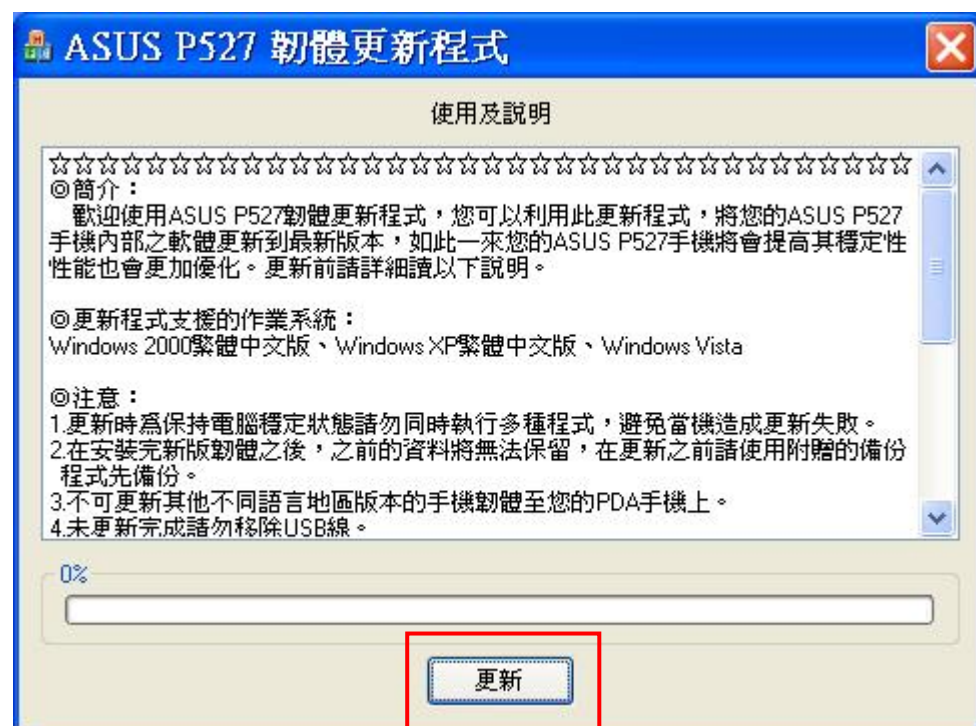 ASUS P527 韌體更新程式
使用及說明
☆☆☆☆☆☆☆☆☆☆☆☆☆☆☆☆☆☆☆☆☆☆☆☆☆☆☆☆☆☆☆☆☆☆☆☆
◎簡介：
歡迎使用ASUS P527韌體更新程式，您可以利用此更新程式，將您的ASUS P527
手機內部之軟體更新到最新版本，如此一來您的ASUS P527手機將會提高其穩定性
性能也會更加優化。更新前請詳細讀以下說明。
◎更新程式支援的作業系統：
Windows 2000繁體中文版、Windows XP繁體中文版、Windows Vista
◎注意：
1.更新時爲保持電腦穩定狀態請勿同時執行多種程式，避免當機造成更新失敗。
2.在安裝完新版韌體之後，之前的資料將無法保留，在更新之前請使用附贈的備份
程式先備份。
3.不可更新其他不同語言地區版本的手機韌體至您的PDA手機上。
4.未更新完成請勿移除USB線。
0%
更新